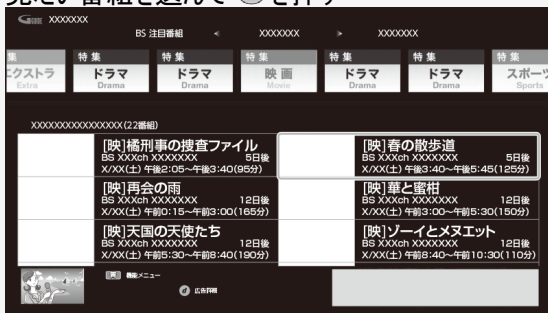 見たい番組を選んで を押す
GUIDE XXXXXXX
BS 注目番組 < XXXXXXX > XXXXXXX
集 特集 特集 特集 特集 特集 特集
エクストラ ドラマ ドラマ 映画 ドラマ ドラマ スポーツ
Extra Drama Drama Movie Drama Drama Sports
XXXXXXXXXXXXXXXX(22番組)
[映]橘刑事の捜査ファイル
BS XXXch XXXXXXX 5日後
X/XX(土) 午後2:05~午後3:40(95分)
[映]春の散歩道
BS XXXch XXXXXXX 5日後
X/XX(土) 午後3:40~午後5:45(125分)
[映]再会の雨
BS XXXch XXXXXXX 12日後
X/XX(土) 午前0:15~午前3:00(165分)
[映]華と蜜柑
BS XXXch XXXXXXX 12日後
X/XX(土) 午前3:00~午前5:30(150分)
[映]天国の天使たち
BS XXXch XXXXXXX 12日後
X/XX(土) 午前5:30~午前8:40(190分)
[映]ゾーイとメヌエット
BS XXXch XXXXXXX 12日後
X/XX(土) 午前8:40~午前10:30(110分)
機能メニュー
d 広告詳細